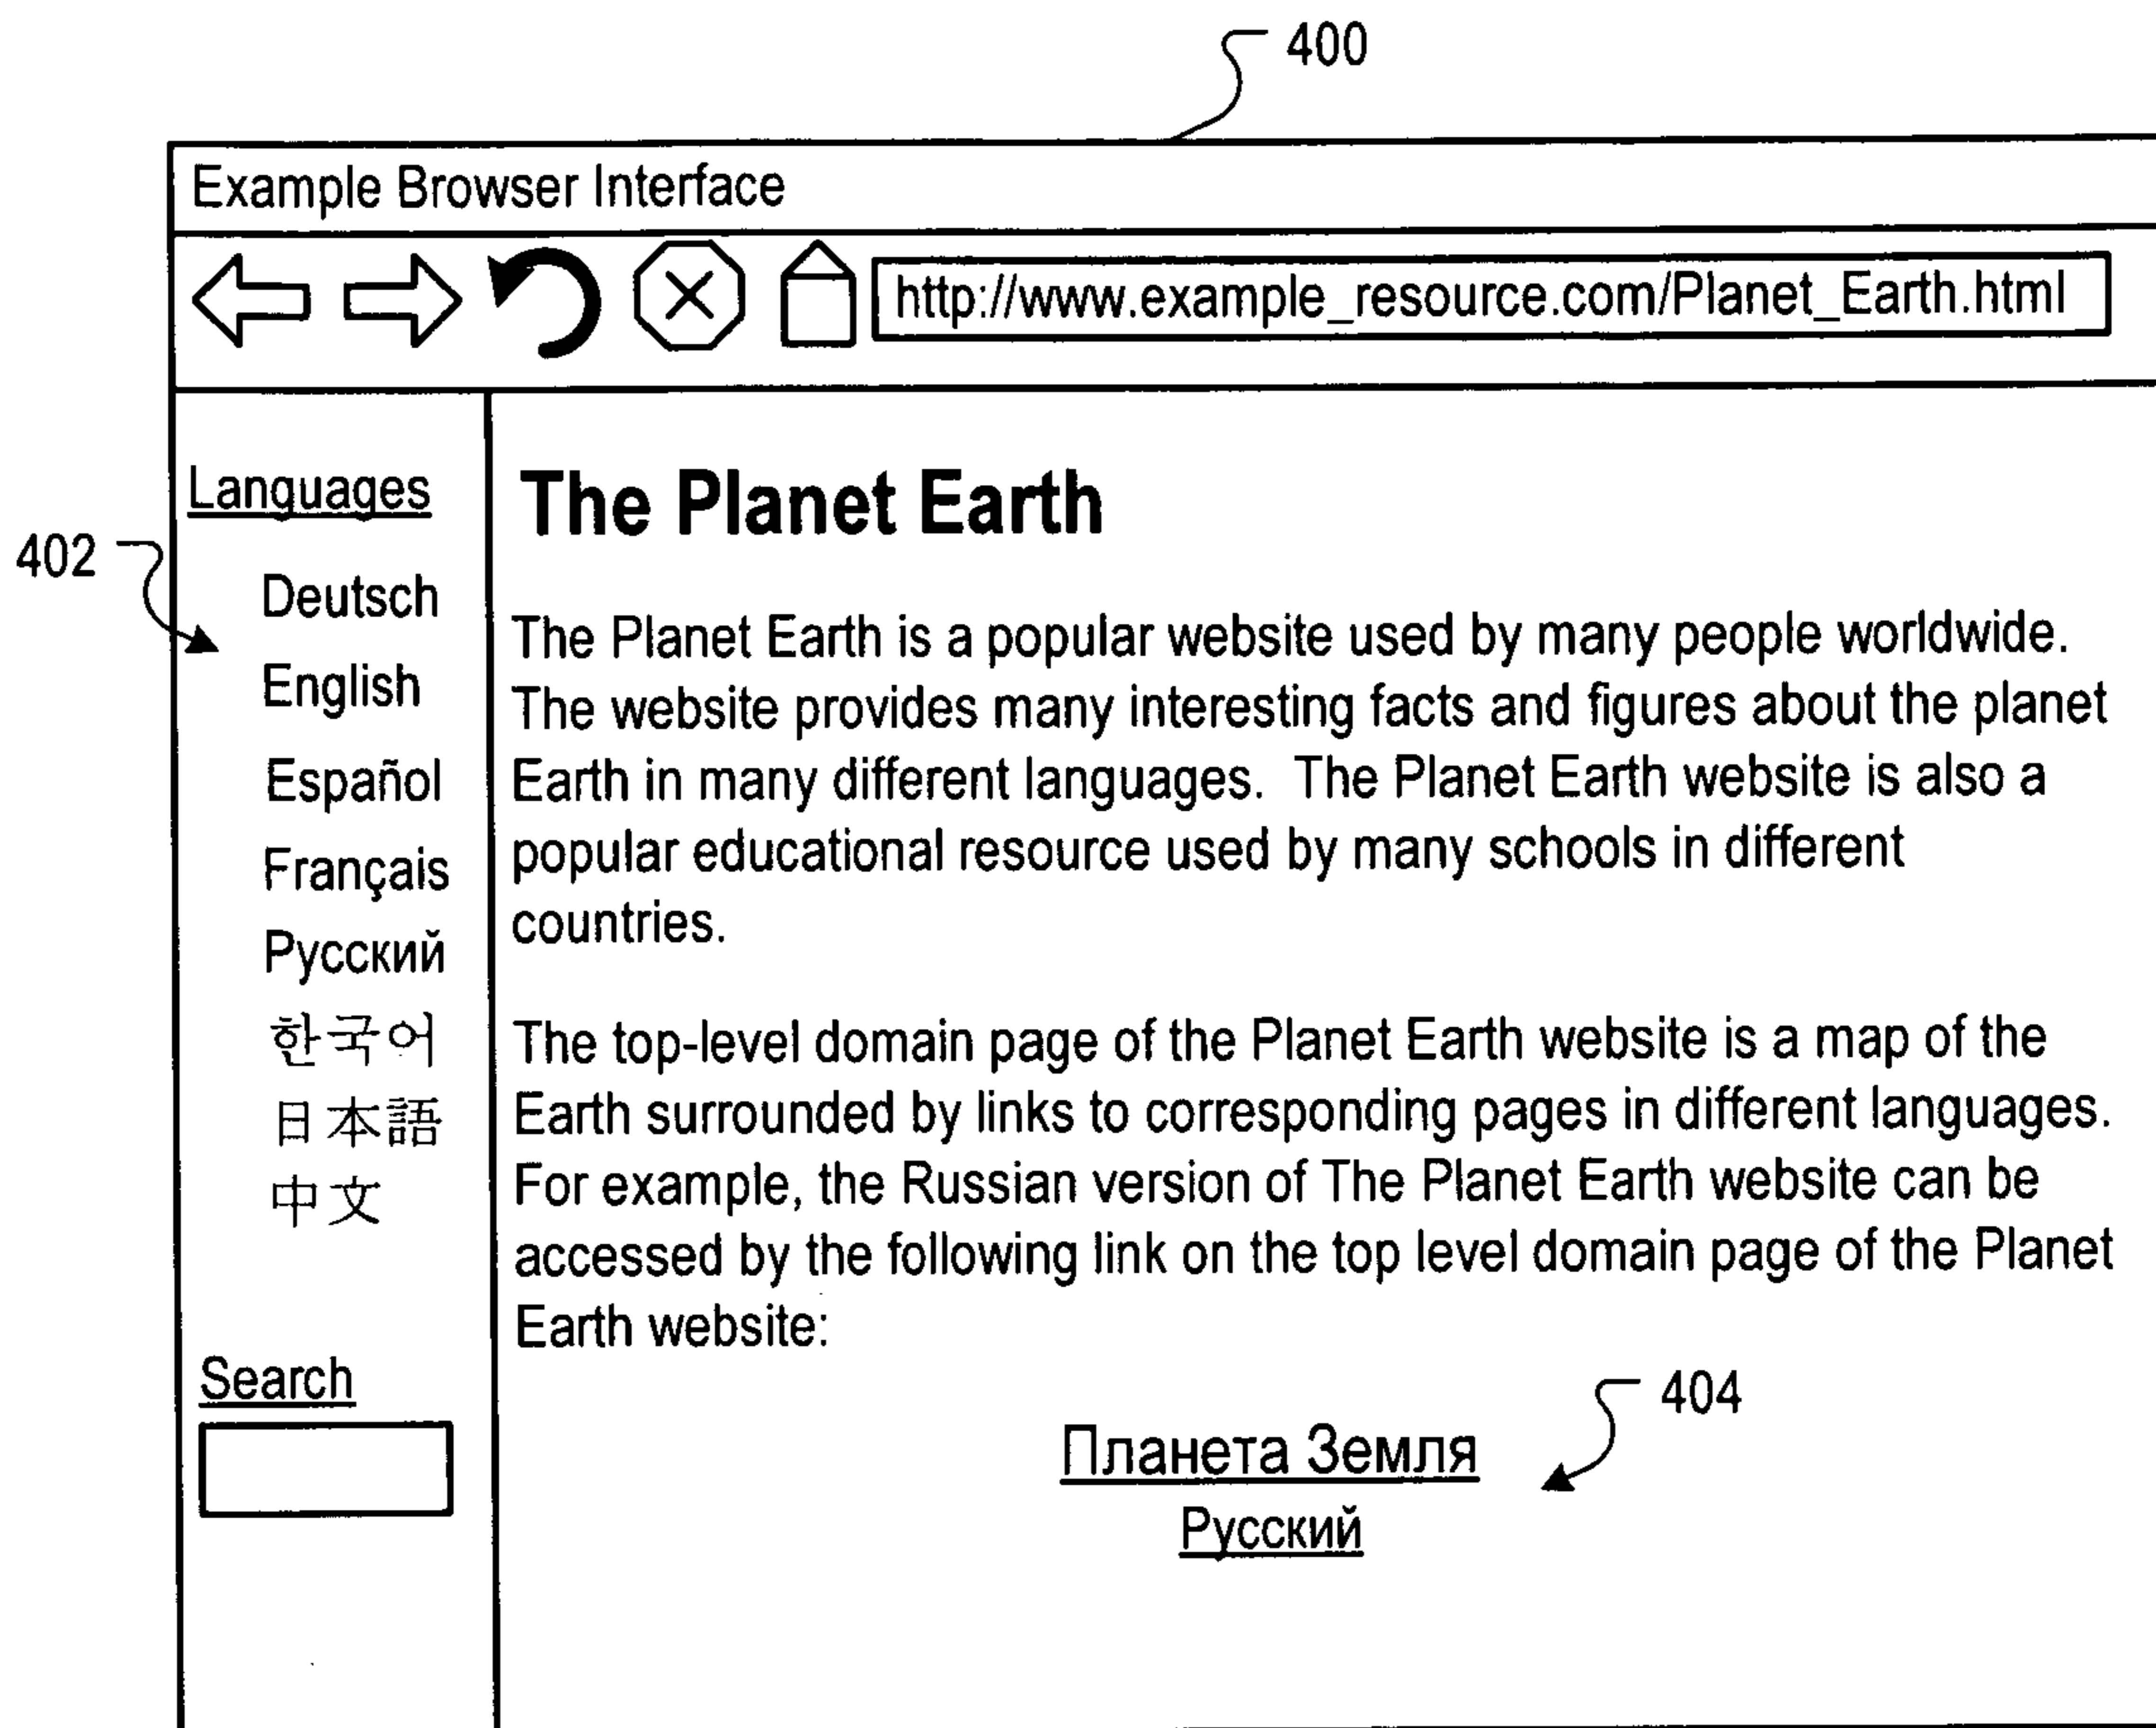 400
Example Browser Interface
http://www.example_resource.com/Planet_Earth.html
Languages
402
Deutsch
English
Español
Français
Русский
한국어
日本語
中文
Search
The Planet Earth
The Planet Earth is a popular website used by many people worldwide.
The website provides many interesting facts and figures about the planet
Earth in many different languages. The Planet Earth website is also a
popular educational resource used by many schools in different
countries.
The top-level domain page of the Planet Earth website is a map of the
Earth surrounded by links to corresponding pages in different languages.
For example, the Russian version of The Planet Earth website can be
accessed by the following link on the top level domain page of the Planet
Earth website:
404
Планета Земля
Русский